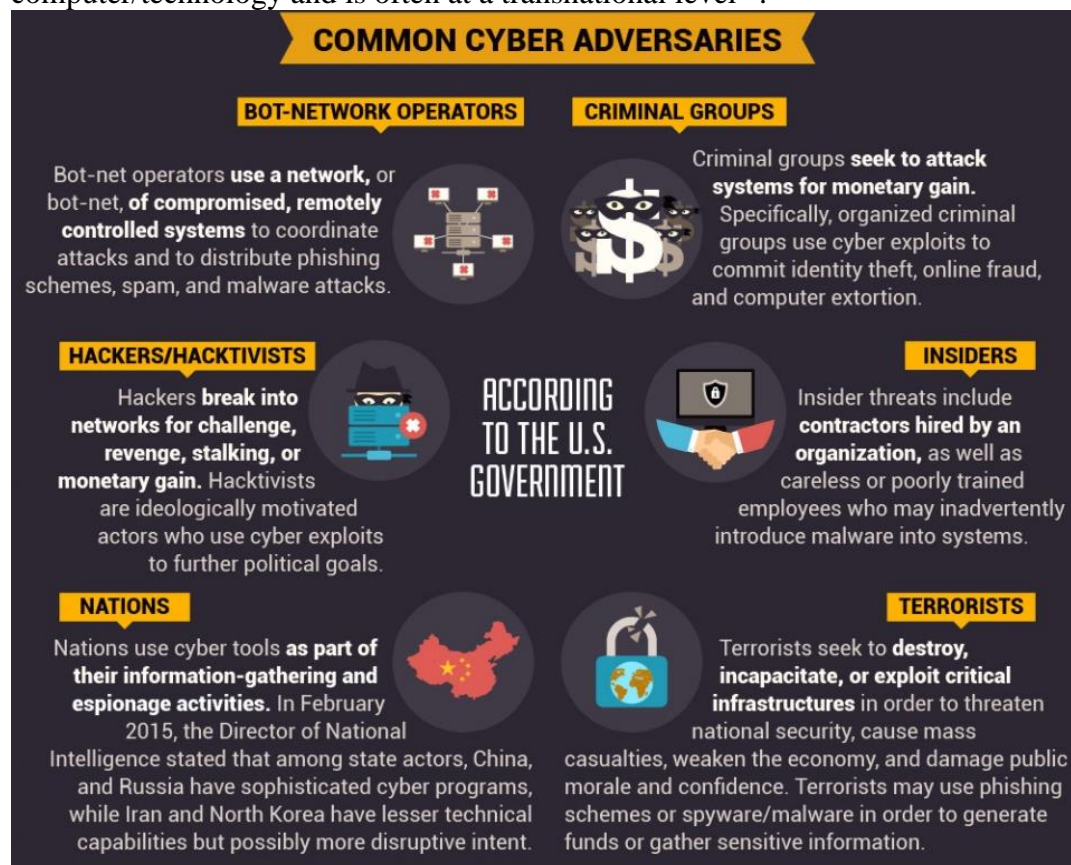 computer/technology and is often at a transnational level
COMMON CYBER ADVERSARIES
BOT-NETWORK OPERATORS
Bot-net operators use a network, or
bot-net, of compromised, remotely
controlled systems to coordinate
attacks and to distribute phishing
schemes, spam, and malware attacks.
CRIMINAL GROUPS
Criminal groups seek to attack
systems for monetary gain.
Specifically, organized criminal
groups use cyber exploits to
commit identity theft, online fraud,
and computer extortion.
HACKERS/HACKTIVISTS
Hackers break into
networks for challenge,
revenge, stalking, or
monetary gain. Hacktivists
are ideologically motivated
actors who use cyber exploits
to further political goals.
ACCORDING
TO THE U.S.
GOVERNMENT
INSIDERS
Insider threats include
contractors hired by an
organization, as well as
careless or poorly trained
employees who may inadvertently
introduce malware into systems.
NATIONS
Nations use cyber tools as part of
their information-gathering and
espionage activities. In February
2015, the Director of National
Intelligence stated that among state actors, China,
and Russia have sophisticated cyber programs,
while Iran and North Korea have lesser technical
capabilities but possibly more disruptive intent.
TERRORISTS
Terrorists seek to destroy,
incapacitate, or exploit critical
infrastructures in order to threaten
national security, cause mass
casualties, weaken the economy, and damage public
morale and confidence. Terrorists may use phishing
schemes or spyware/malware in order to generate
funds or gather sensitive information.